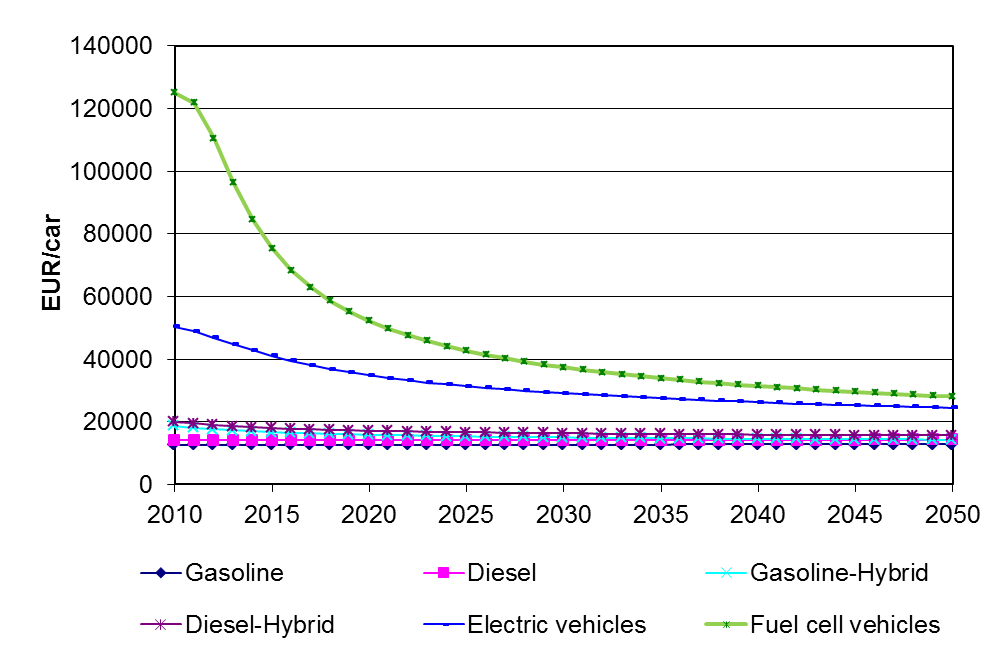 140000
120000
100000
80000
60000
40000
20000
0
EUR/car
2010 2015 2020 2025 2030 2035 2040 2045 2050
Gasoline Diesel Gasoline-Hybrid
Diesel-Hybrid Electric vehicles Fuel cell vehicles